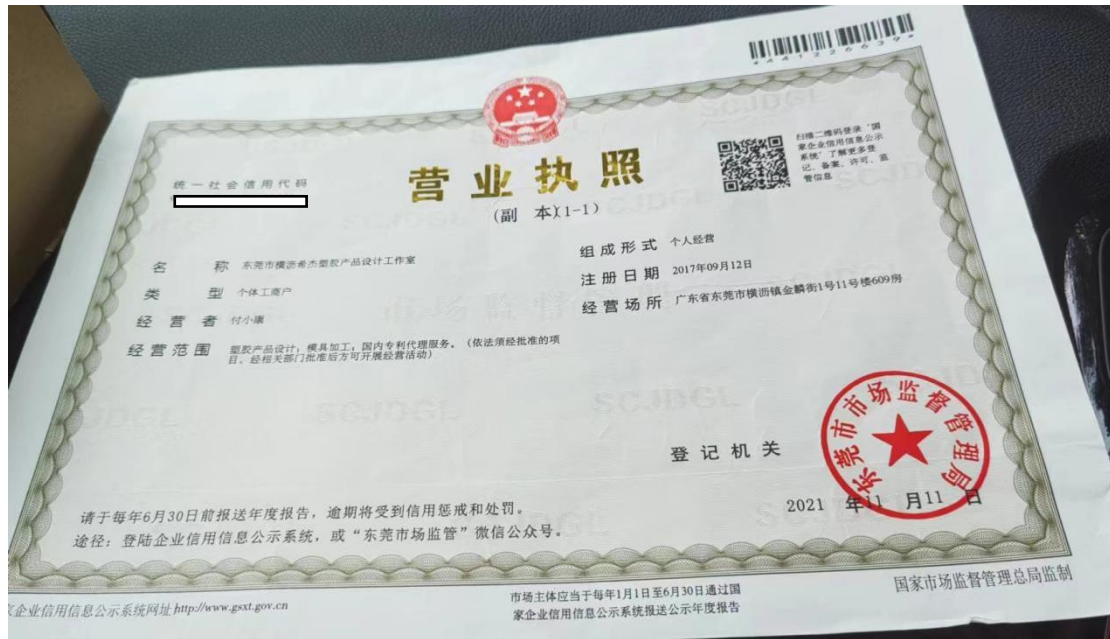 *441226639*
统一社会信用代码
营业执照
(副 本)(1-1)
扫描二维码登录‘国
家企业信用信息公示
系统’了解更多登
记、备案、许可、监
管信息
名 称 东莞市横沥希杰塑胶产品设计工作室
类 型 个体工商户
经 营 者 付小康
经 营 范 围 塑胶产品设计；模具加工；国内专利代理服务。（依法须经批准的项
目，经相关部门批准后方可开展经营活动）
组 成 形 式 个人经营
注 册 日 期 2017年09月12日
经 营 场 所 广东省东莞市横沥镇金麟街1号11号楼609房
登 记 机 关
东莞市市场监督管理局
2021 年11 月11 日
请于每年6月30日前报送年度报告，逾期将受到信用惩戒和处罚。
途径：登陆企业信用信息公示系统，或“东莞市场监管”微信公众号。
家企业信用信息公示系统网址http://www.gsxt.gov.cn
市场主体应当于每年1月1日至6月30日通过国
家企业信用信息公示系统报送公示年度报告
国家市场监督管理总局监制